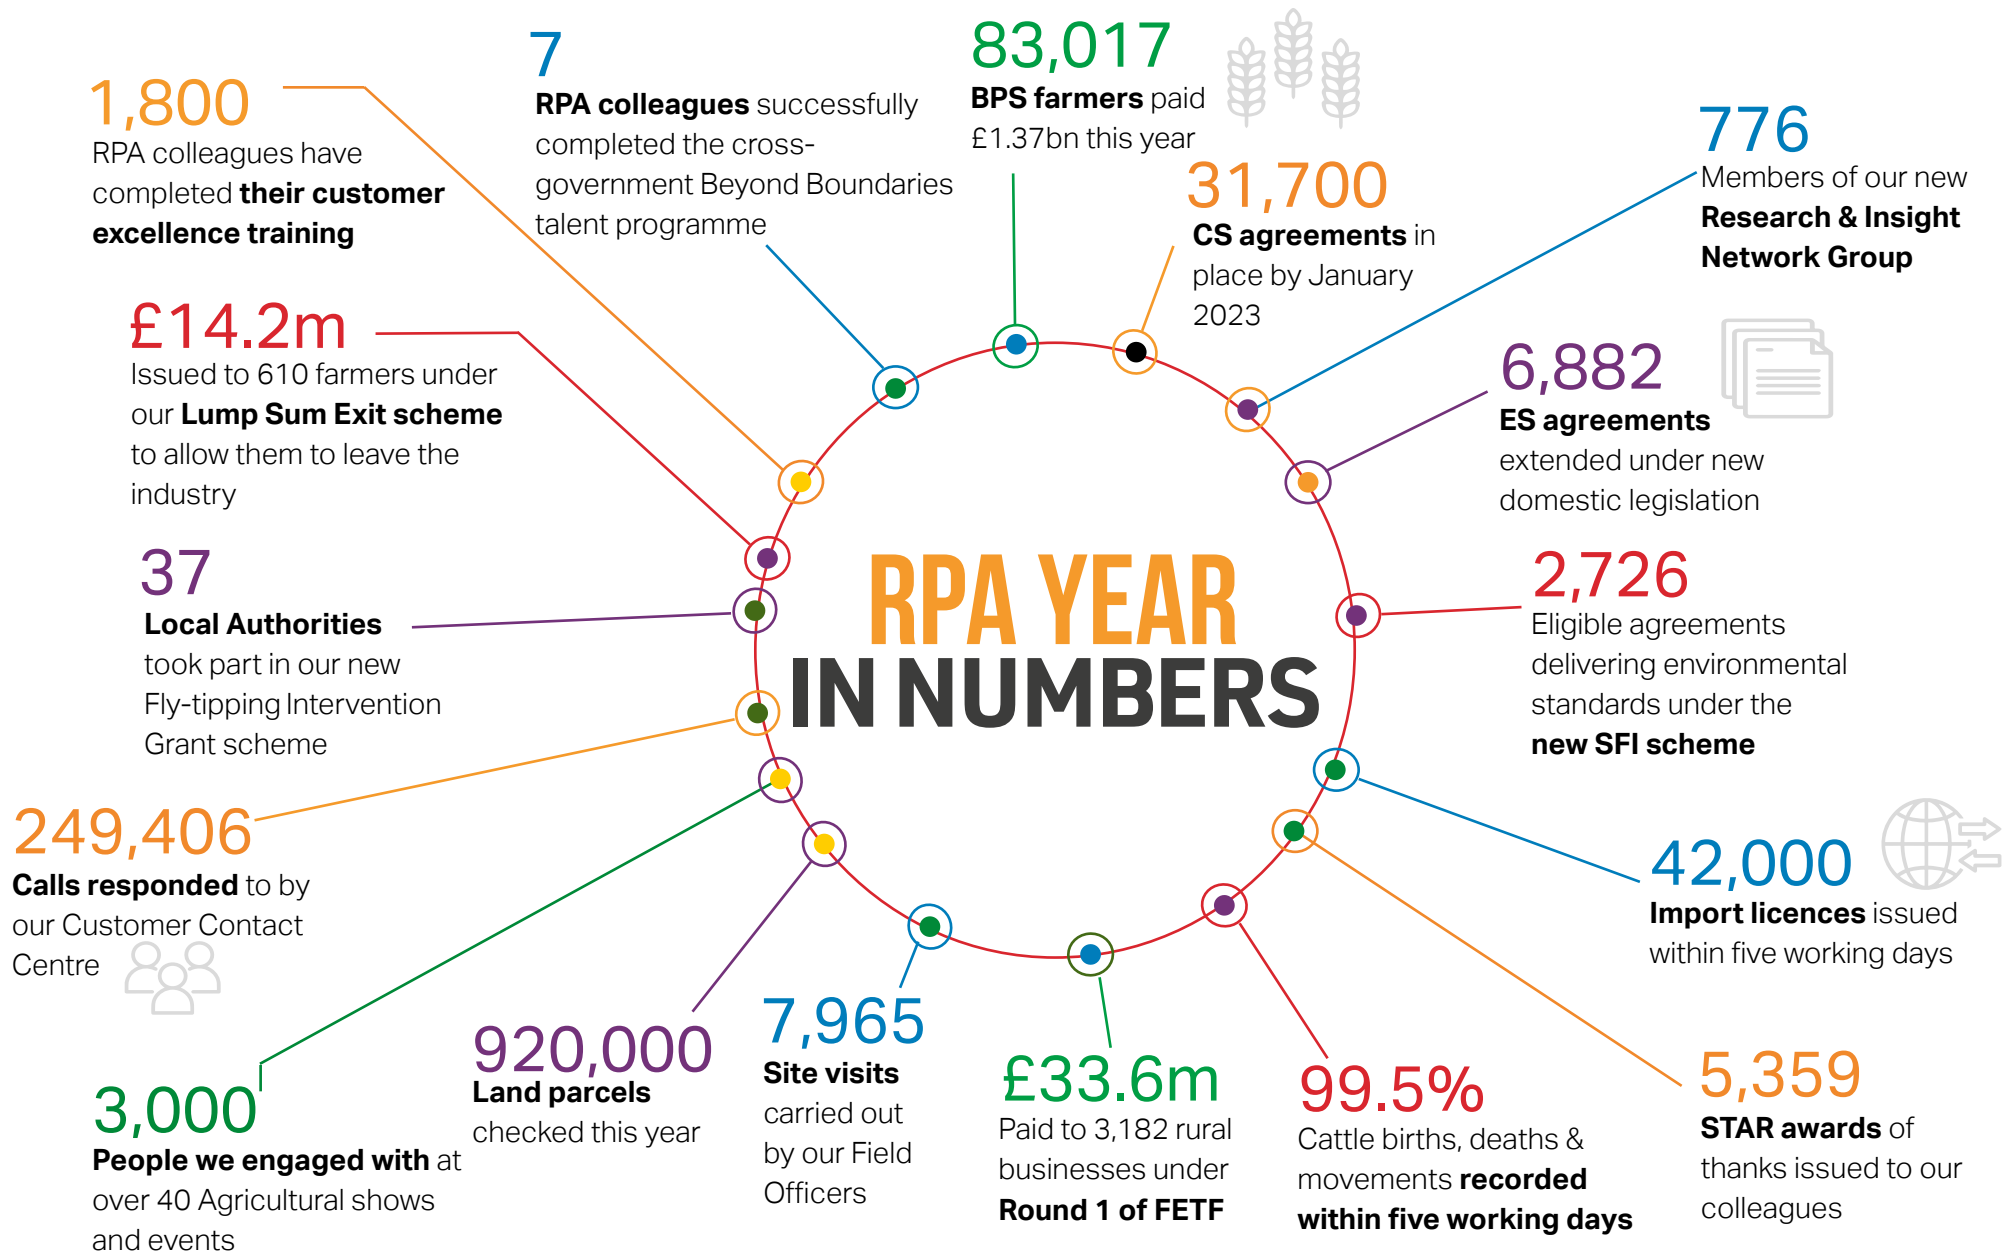 7
RPA colleagues successfully
completed the cross-
government Beyond Boundaries
talent programme
83,017
BPS farmers paid
£1.37bn this year
31,700
CS agreements in
place by January
2023
776
Members of our new
Research & Insight
Network Group
6,882
ES agreements
extended under new
domestic legislation
2,726
Eligible agreements
delivering environmental
standards under the
new SFI scheme
42,000
Import licences issued
within five working days
5,359
STAR awards of
thanks issued to our
colleagues
99.5%
Cattle births, deaths &
movements recorded
within five working days
£33.6m
Paid to 3,182 rural
businesses under
Round 1 of FETF
7,965
Site visits
carried out
by our Field
Officers
920,000
Land parcels
checked this year
3,000
People we engaged with at
over 40 Agricultural shows
and events
249,406
Calls responded to by
our Customer Contact
Centre
37
Local Authorities
took part in our new
Fly-tipping Intervention
Grant scheme
£14.2m
Issued to 610 farmers under
our Lump Sum Exit scheme
to allow them to leave the
industry
1,800
RPA colleagues have
completed their customer
excellence training
RPA YEAR
IN NUMBERS